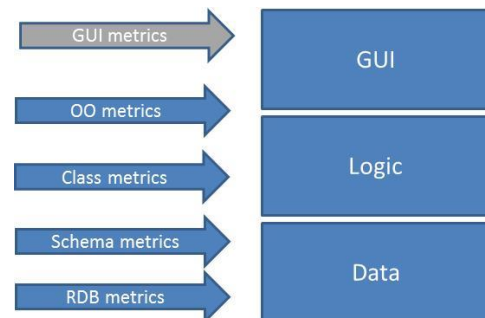 GUI metrics
GUI
OO metrics
Class metrics
Logic
Schema metrics
Data
RDB metrics